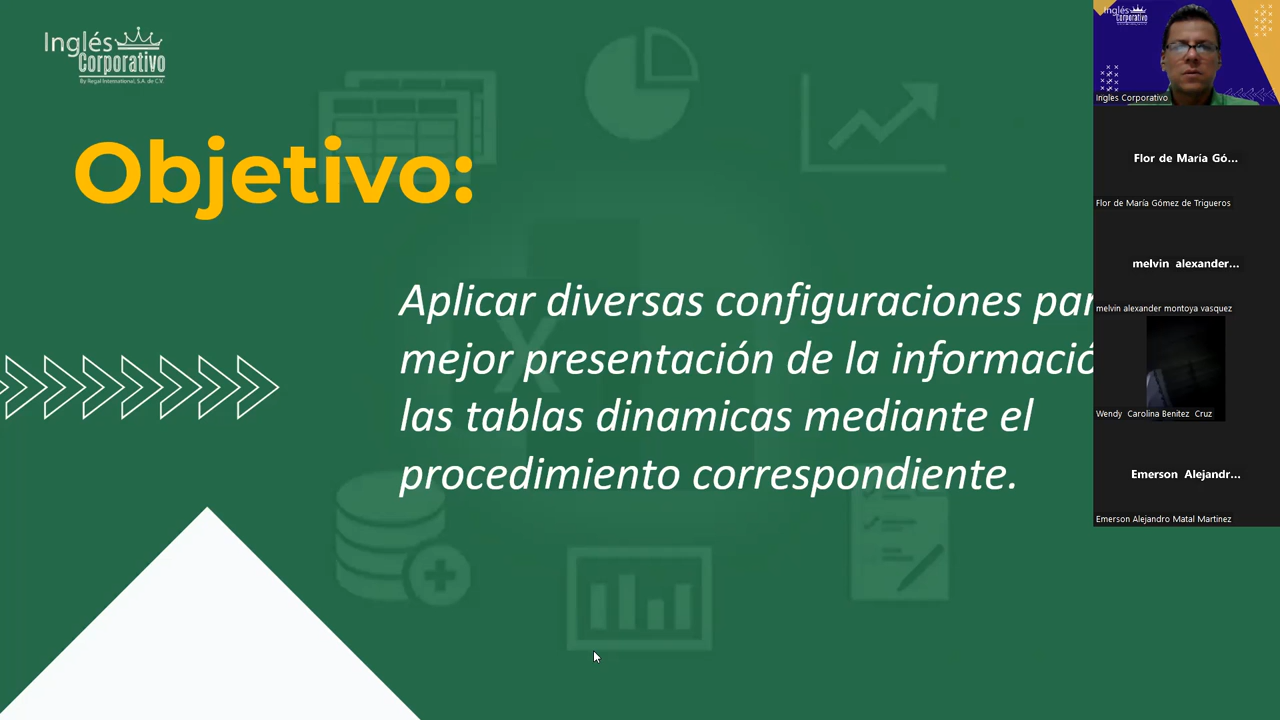 Inglés
Corporativo
By Regal International, S.A. de C.V.
Objetivo:
Aplicar diversas configuraciones par
mejor presentación de la informació
las tablas dinamicas mediante el
procedimiento correspondiente.
Inglés
Corporativo
Ingles Corporativo
Flor de María Gó...
Flor de María Gómez de Trigueros
melvin alexander...
melvin alexander montoya vasquez
Wendy Carolina Benitez Cruz
Emerson Alejandr...
Emerson Alejandro Matal Martinez